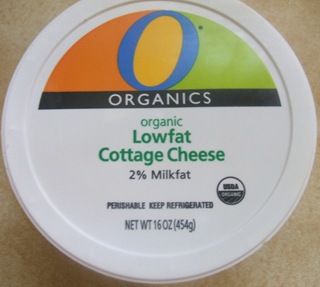 O
ORGANICS
organic
Lowfat
Cottage Cheese
2% Milkfat
USDA
ORGANIC
PERISHABLE KEEP REFRIGERATED
NET WT 16 OZ (454g)